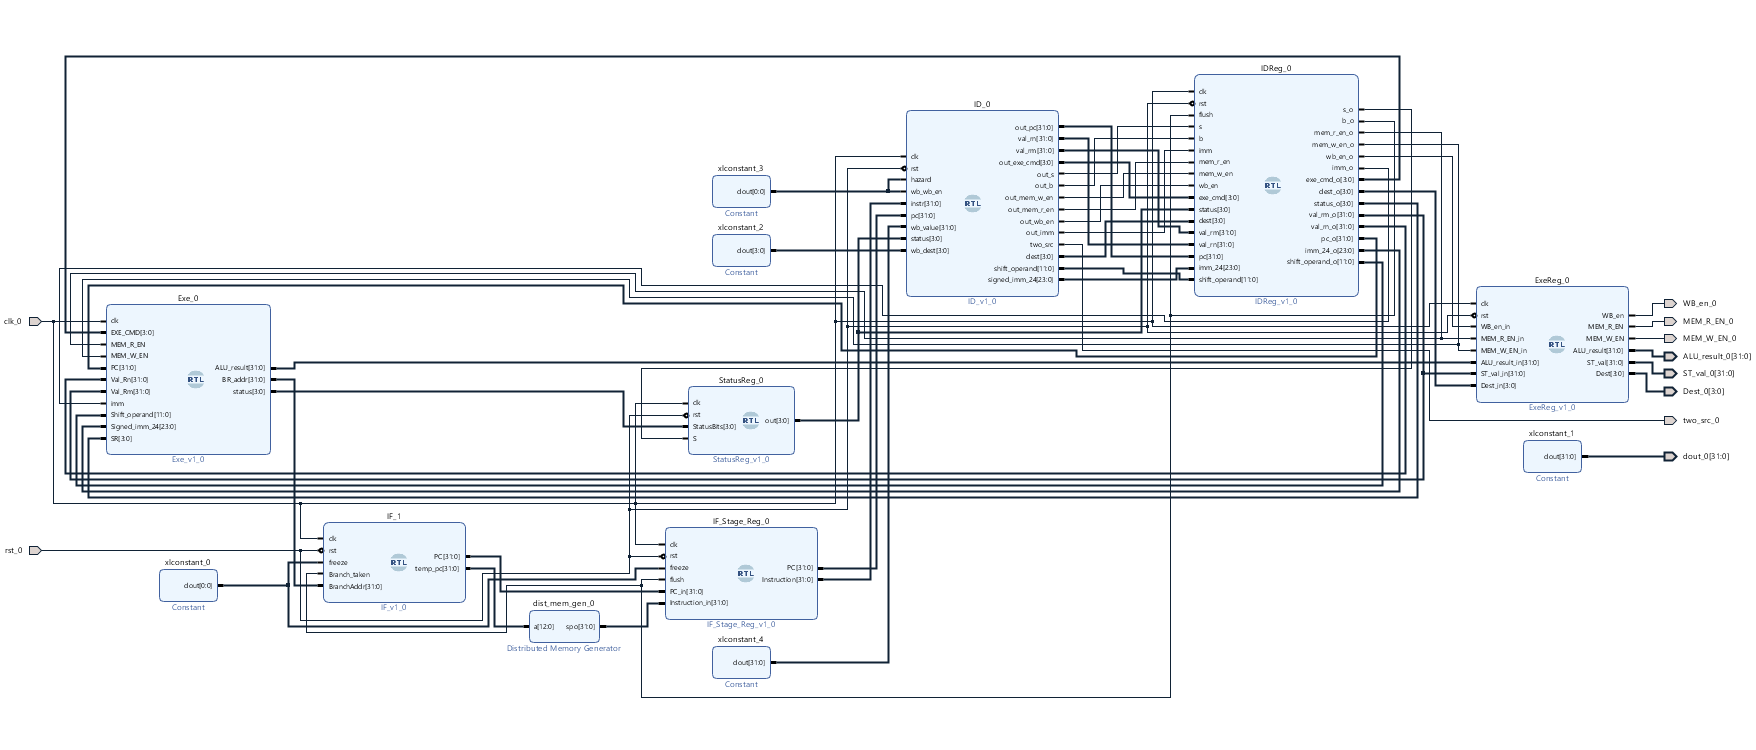 IDReg_0
clk
rst
flush
s
b
imm
mem_r_en
mem_w_en
wb_en
exe_cmd[3:0]
status[3:0]
dest[3:0]
val_rm[31:0]
val_rn[31:0]
pc[31:0]
imm_24[23:0]
shift_operand[11:0]
RTL
s_o
b_o
mem_r_en_o
mem_w_en_o
wb_en_o
imm_o
exe_cmd_o[3:0]
dest_o[3:0]
status_o[3:0]
val_rm_o[31:0]
val_rn_o[31:0]
pc_o[31:0]
imm_24_o[23:0]
shift_operand_o[11:0]
IDReg_v1_0
ID_0
clk
rst
hazard
wb_wb_en
instr[31:0]
pc[31:0]
wb_value[31:0]
status[3:0]
wb_dest[3:0]
RTL
out_pc[31:0]
val_rn[31:0]
val_rm[31:0]
out_exe_cmd[3:0]
out_s
out_b
out_mem_w_en
out_mem_r_en
out_wb_en
out_imm
two_src
dest[3:0]
shift_operand[11:0]
signed_imm_24[23:0]
ID_v1_0
xlconstant_3
dout[0:0]
Constant
xlconstant_2
dout[3:0]
Constant
Exe_0
clk
EXE_CMD[3:0]
MEM_R_EN
MEM_W_EN
PC[31:0]
Val_Rn[31:0]
Val_Rm[31:0]
imm
Shift_operand[11:0]
Signed_imm_24[23:0]
SR[3:0]
RTL
ALU_result[31:0]
BR_addr[31:0]
status[3:0]
Exe_v1_0
clk_0
ExeReg_0
clk
rst
WB_en_in
MEM_R_EN_in
MEM_W_EN_in
ALU_result_in[31:0]
ST_val_in[31:0]
Dest_in[3:0]
RTL
WB_en
MEM_R_EN
MEM_W_EN
ALU_result[31:0]
ST_val[31:0]
Dest[3:0]
ExeReg_v1_0
WB_en_0
MEM_R_EN_0
MEM_W_EN_0
ALU_result_0[31:0]
ST_val_0[31:0]
Dest_0[3:0]
two_src_0
StatusReg_0
clk
rst
StatusBits[3:0]
S
RTL
out[3:0]
StatusReg_v1_0
xlconstant_1
dout[31:0]
Constant
dout_0[31:0]
IF_1
clk
rst
freeze
Branch_taken
BranchAddr[31:0]
RTL
PC[31:0]
temp_pc[31:0]
IF_v1_0
rst_0
xlconstant_0
dout[0:0]
Constant
IF_Stage_Reg_0
clk
rst
freeze
flush
PC_in[31:0]
Instruction_in[31:0]
RTL
PC[31:0]
Instruction[31:0]
IF_Stage_Reg_v1_0
dist_mem_gen_0
a[12:0]
spo[31:0]
Distributed Memory Generator
xlconstant_4
dout[31:0]
Constant